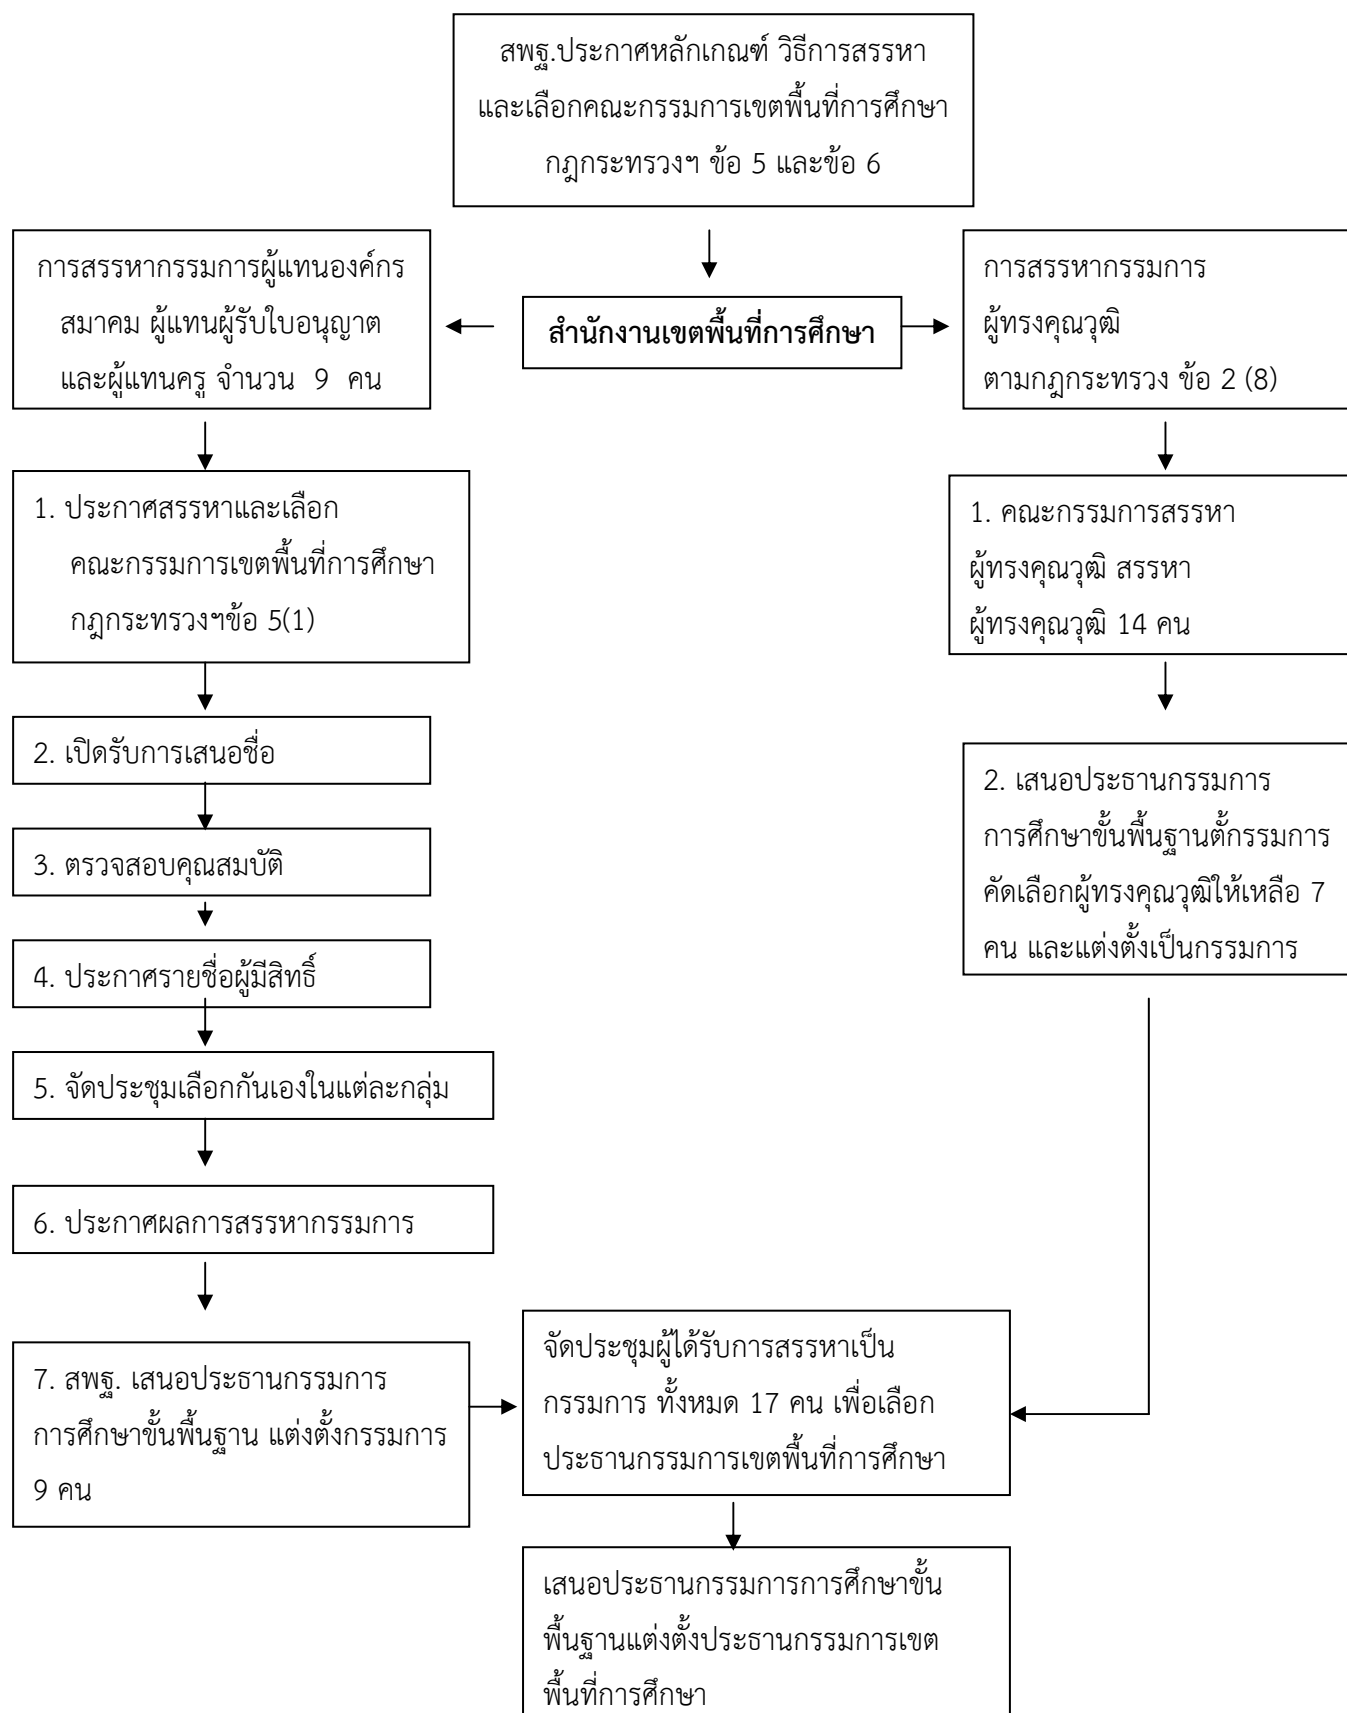 สพฐ.ประกาศหลักเกณฑ์ วิธีการสรรหา
และเลือกคณะกรรมการเขตพื้นที่การศึกษา
กฎกระทรวงฯ ข้อ 5 และข้อ 6
การสรรหากรรมการผู้แทนองค์กร
สมาคม ผู้แทนผู้รับใบอนุญาต
และผู้แทนครู จำนวน 9 คน
สำนักงานเขตพื้นที่การศึกษา
การสรรหากรรมการ
ผู้ทรงคุณวุฒิ
ตามกฎกระทรวง ข้อ 2 (8)
1. ประกาศสรรหาและเลือก
คณะกรรมการเขตพื้นที่การศึกษา
กฎกระทรวงฯข้อ 5(1)
1. คณะกรรมการสรรหา
ผู้ทรงคุณวุฒิ สรรหา
ผู้ทรงคุณวุฒิ 14 คน
2. เปิดรับการเสนอชื่อ
3. ตรวจสอบคุณสมบัติ
4. ประกาศรายชื่อผู้มีสิทธิ์
5. จัดประชุมเลือกกันเองในแต่ละกลุ่ม
6. ประกาศผลการสรรหากรรมการ
7. สพฐ. เสนอประธานกรรมการ
การศึกษาขั้นพื้นฐาน แต่งตั้งกรรมการ
9 คน
2. เสนอประธานกรรมการ
การศึกษาขั้นพื้นฐานตั้กรรมการ
คัดเลือกผู้ทรงคุณวุฒิให้เหลือ 7
คน และแต่งตั้งเป็นกรรมการ
จัดประชุมผู้ได้รับการสรรหาเป็น
กรรมการ ทั้งหมด 17 คน เพื่อเลือก
ประธานกรรมการเขตพื้นที่การศึกษา
เสนอประธานกรรมการการศึกษาขั้น
พื้นฐานแต่งตั้งประธานกรรมการเขต
พื้นที่การศึกษา